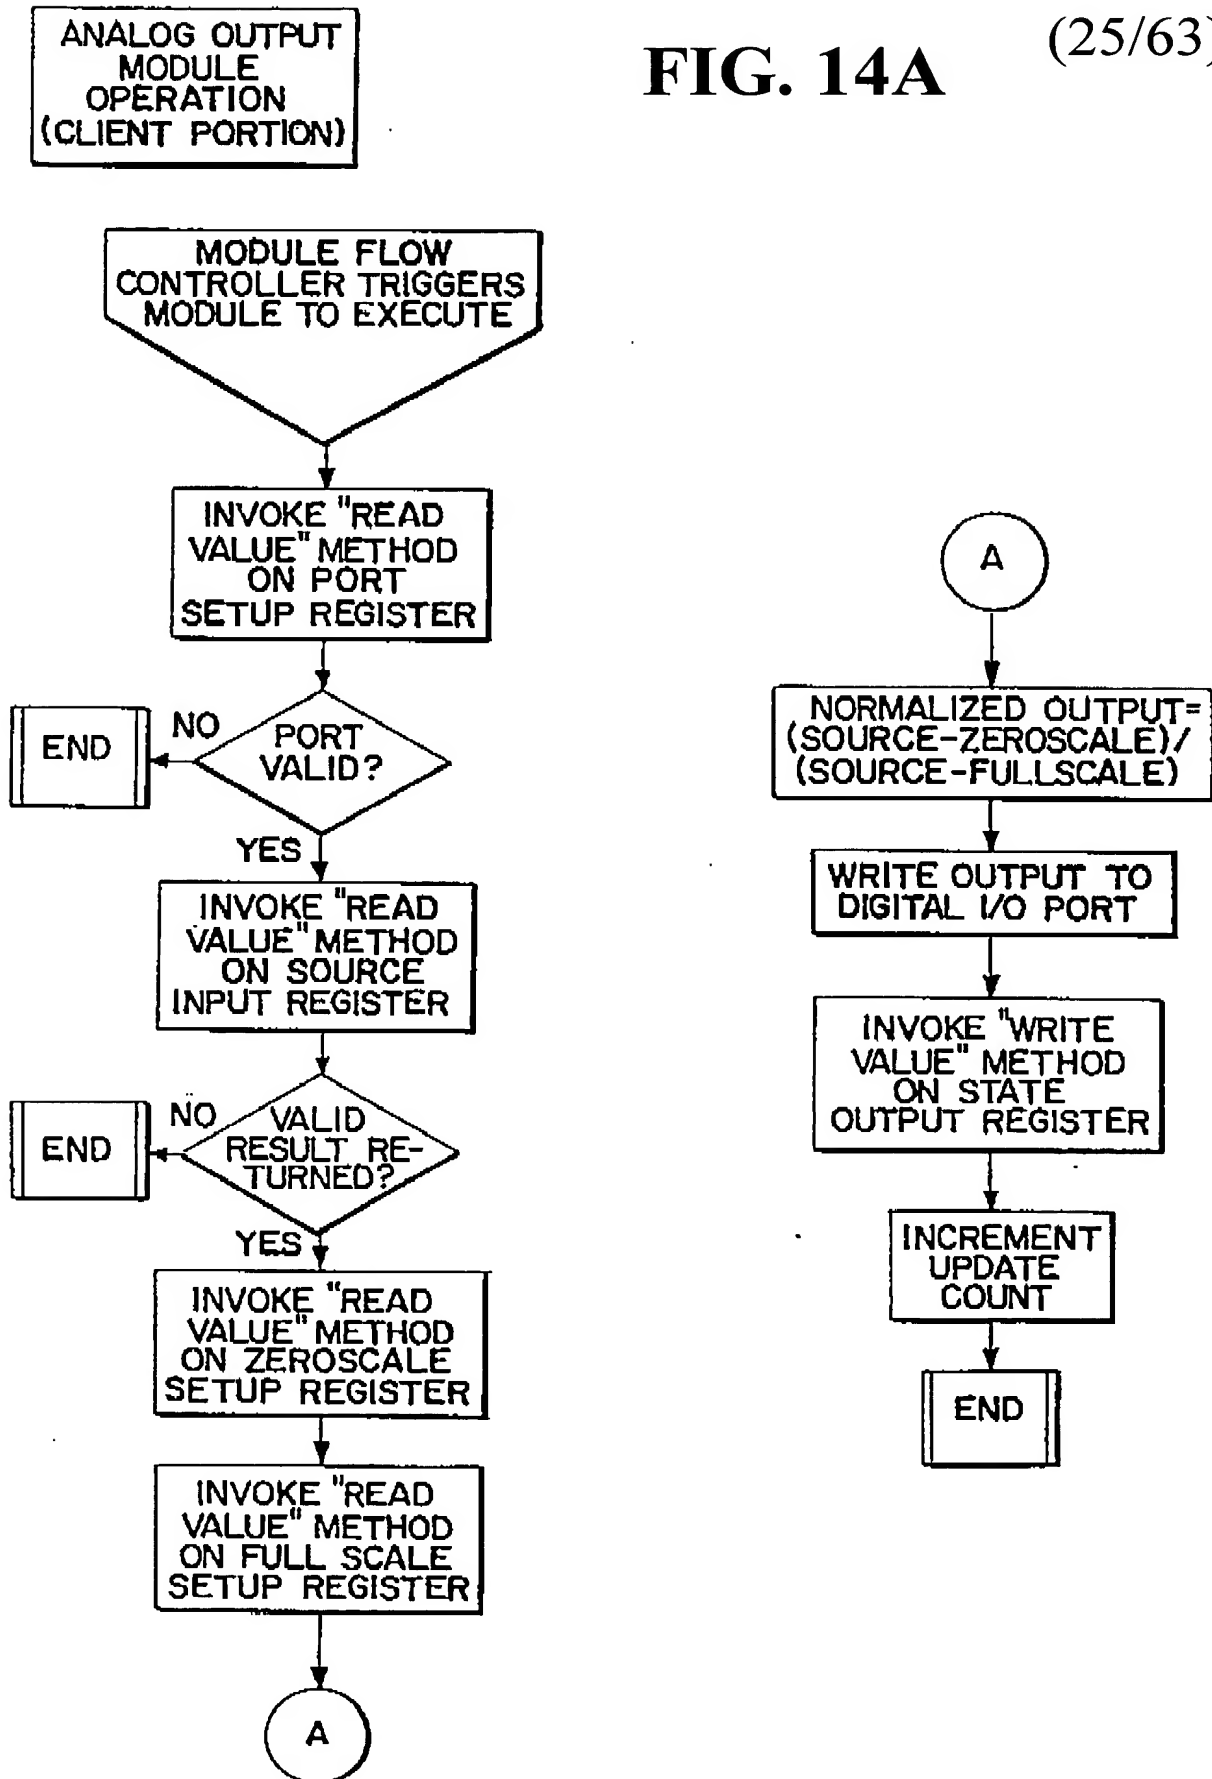 ANALOG OUTPUT
MODULE
OPERATION
(CLIENT PORTION)
FIG. 14A
(25/63)
MODULE FLOW
CONTROLLER TRIGGERS
MODULE TO EXECUTE
INVOKE "READ
VALUE" METHOD
ON PORT
SETUP REGISTER
PORT
VALID?
NO
END
YES
INVOKE "READ
VALUE" METHOD
ON SOURCE
INPUT REGISTER
VALID
RESULT RE-
TURNED?
NO
END
YES
INVOKE "READ
VALUE" METHOD
ON ZEROSCALE
SETUP REGISTER
INVOKE "READ
VALUE" METHOD
ON FULL SCALE
SETUP REGISTER
A
A
NORMALIZED OUTPUT=
(SOURCE-ZEROSCALE)/
(SOURCE-FULLSCALE)
WRITE OUTPUT TO
DIGITAL I/O PORT
INVOKE "WRITE
VALUE" METHOD
ON STATE
OUTPUT REGISTER
INCREMENT
UPDATE
COUNT
END